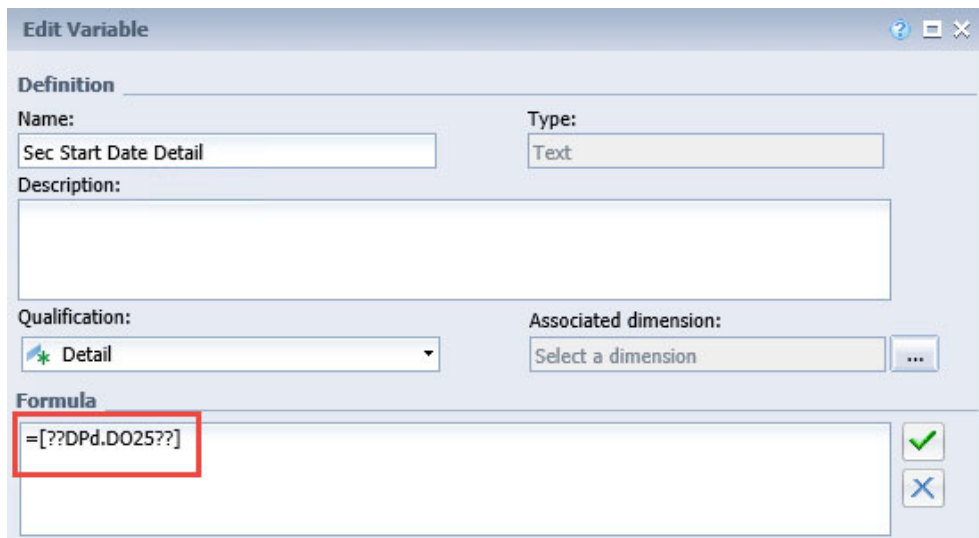 Edit Variable
Definition
Name:
Type:
Sec Start Date Detail
Text
Description:
Qualification:
Associated dimension:
Detail
Select a dimension
...
Formula
=[??DPd.DO25??]